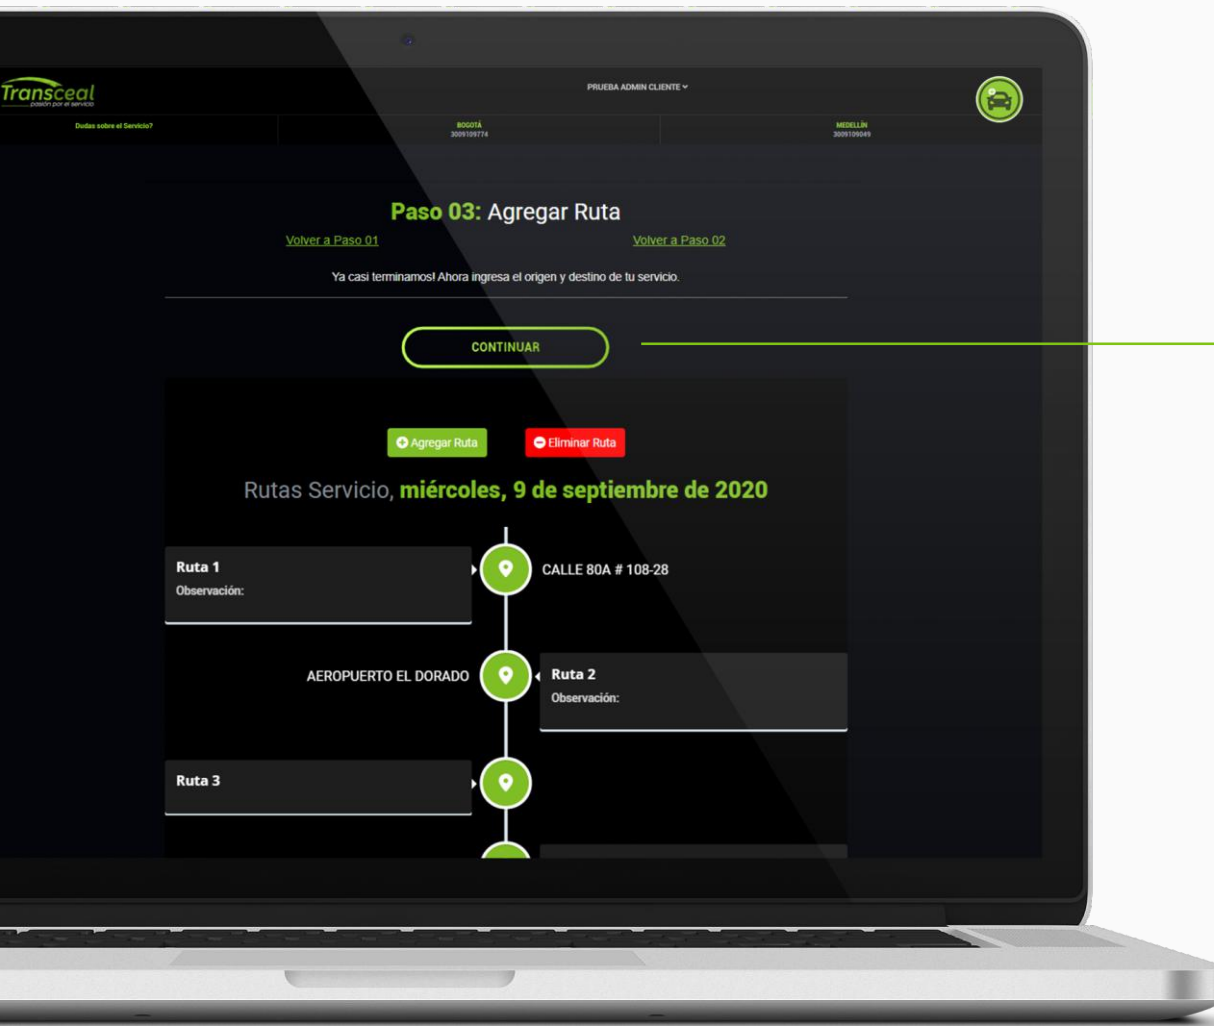 Transceal
pasión por el servicio
PRUEBA ADMIN CLIENTE
Dudas sobre el Servicio?
BOGOTÁ
3009109774
MEDELLÍN
3009109049
Paso 03: Agregar Ruta
Volver a Paso 01
Volver a Paso 02
Ya casi terminamos! Ahora ingresa el origen y destino de tu servicio.
CONTINUAR
Agregar Ruta
Eliminar Ruta
Rutas Servicio, miércoles, 9 de septiembre de 2020
Ruta 1
Observación:
CALLE 80A # 108-28
AEROPUERTO EL DORADO
Ruta 2
Observación:
Ruta 3